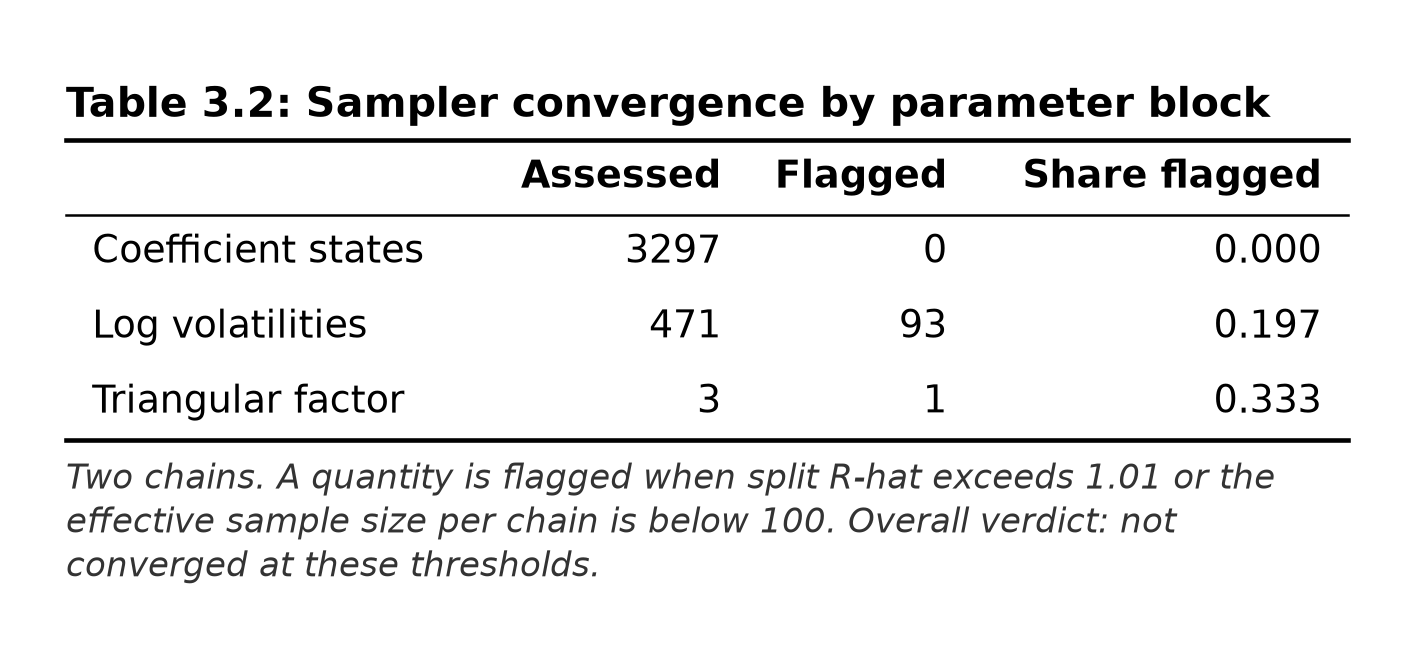 Table 3.2: Sampler convergence by parameter block
Assessed Flagged Share flagged
Coefficient states 3297 0 0.000
Log volatilities 471 93 0.197
Triangular factor 3 1 0.333
Two chains. A quantity is flagged when split R-hat exceeds 1.01 or the
effective sample size per chain is below 100. Overall verdict: not
converged at these thresholds.